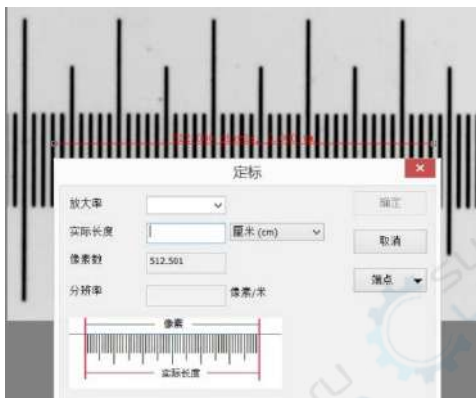 定标
放大率
确定
实际长度
厘米 (cm)
取消
像素数
512.501
端点
分辨率
像素/米
像素
实际长度